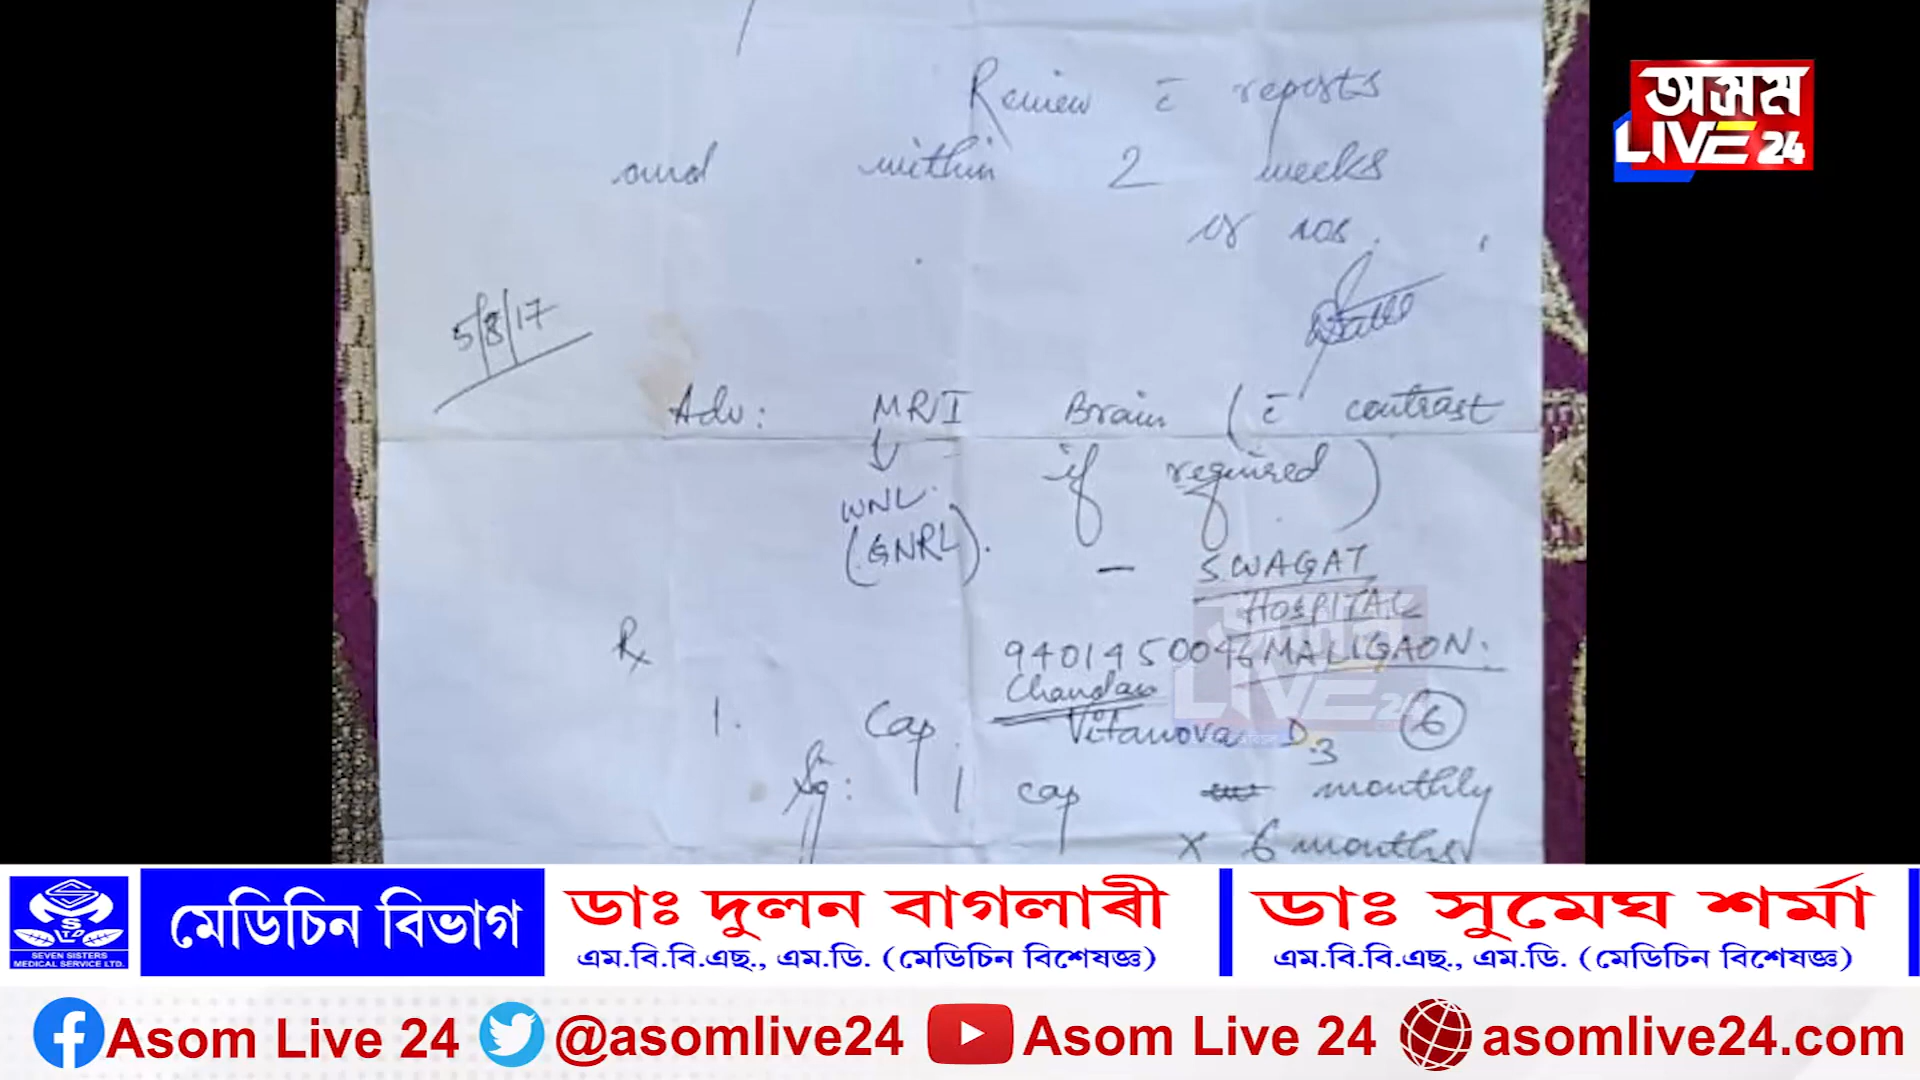 Review c̄ reports
and within 2 weeks
or sos.
অসম
LIVE 24
5/8/17
Adv: MRI Brain (c̄ contrast
if required)
WNL.
(GNRL).
- SWAGAT
HOSPITAL
MALIGAON.
9401450046
Chandan
Rx
1. Cap Vitanova D3 6
Sig: 1 cap monthly
x 6 months
SEVEN SISTERS
MEDICAL SERVICE LTD.
মেডিচিন বিভাগ
ডাঃ দুলন বাগলাৰী
এম.বি.বি.এছ., এম.ডি. (মেডিচিন বিশেষজ্ঞ)
ডাঃ সুমেঘ শৰ্মা
এম.বি.বি.এছ., এম.ডি. (মেডিচিন বিশেষজ্ঞ)
Asom Live 24 @asomlive24 Asom Live 24 asomlive24.com